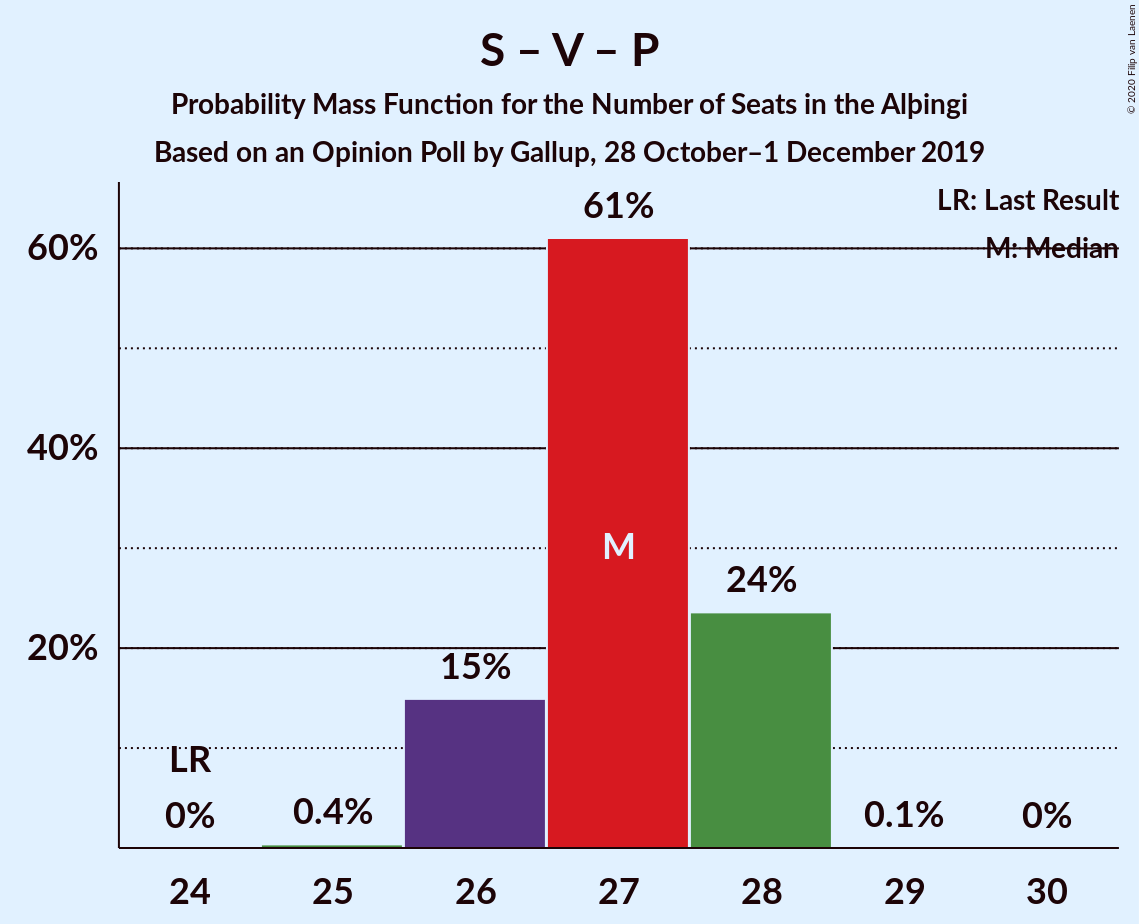 S – V – P
Probability Mass Function for the Number of Seats in the Alþingi
Based on an Opinion Poll by Gallup, 28 October–1 December 2019
© 2020 Filip van Laenen
LR: Last Result
M: Median
61%
60%
40%
M
24%
20%
15%
LR
0%
0.4%
0.1%
0%
24 25 26 27 28 29 30